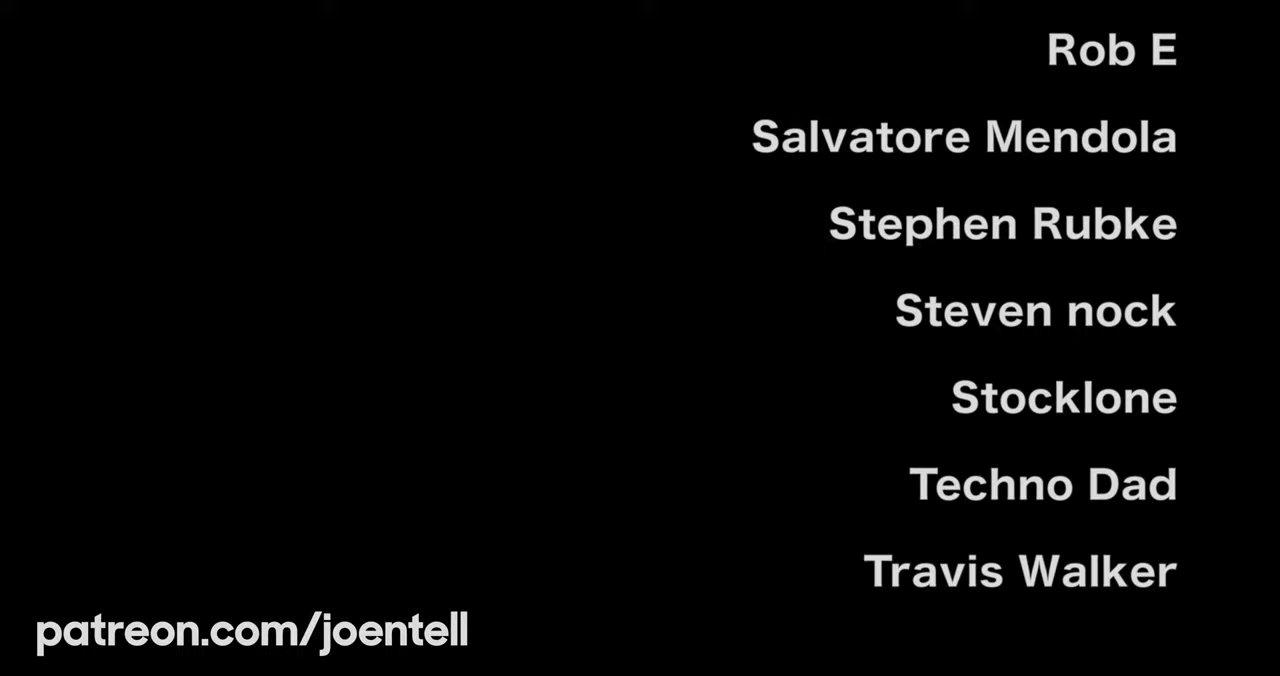 Rob E
Salvatore Mendola
Stephen Rubke
Steven nock
Stocklone
Techno Dad
Travis Walker
patreon.com/joentell